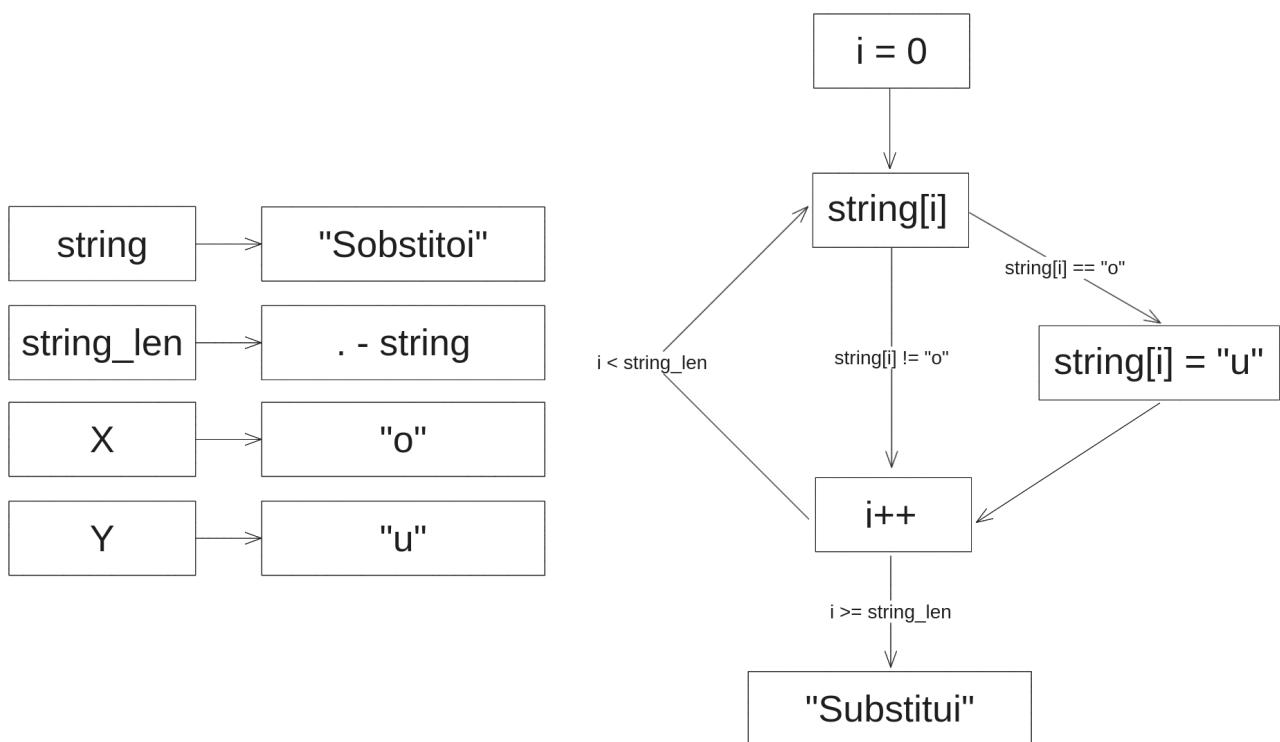 string
"Sobstitoi"
string_len
. - string
X
"o"
Y
"u"
i = 0
string[i]
string[i] == "o"
string[i] = "u"
string[i] != "o"
i < string_len
i++
i >= string_len
"Substitui"